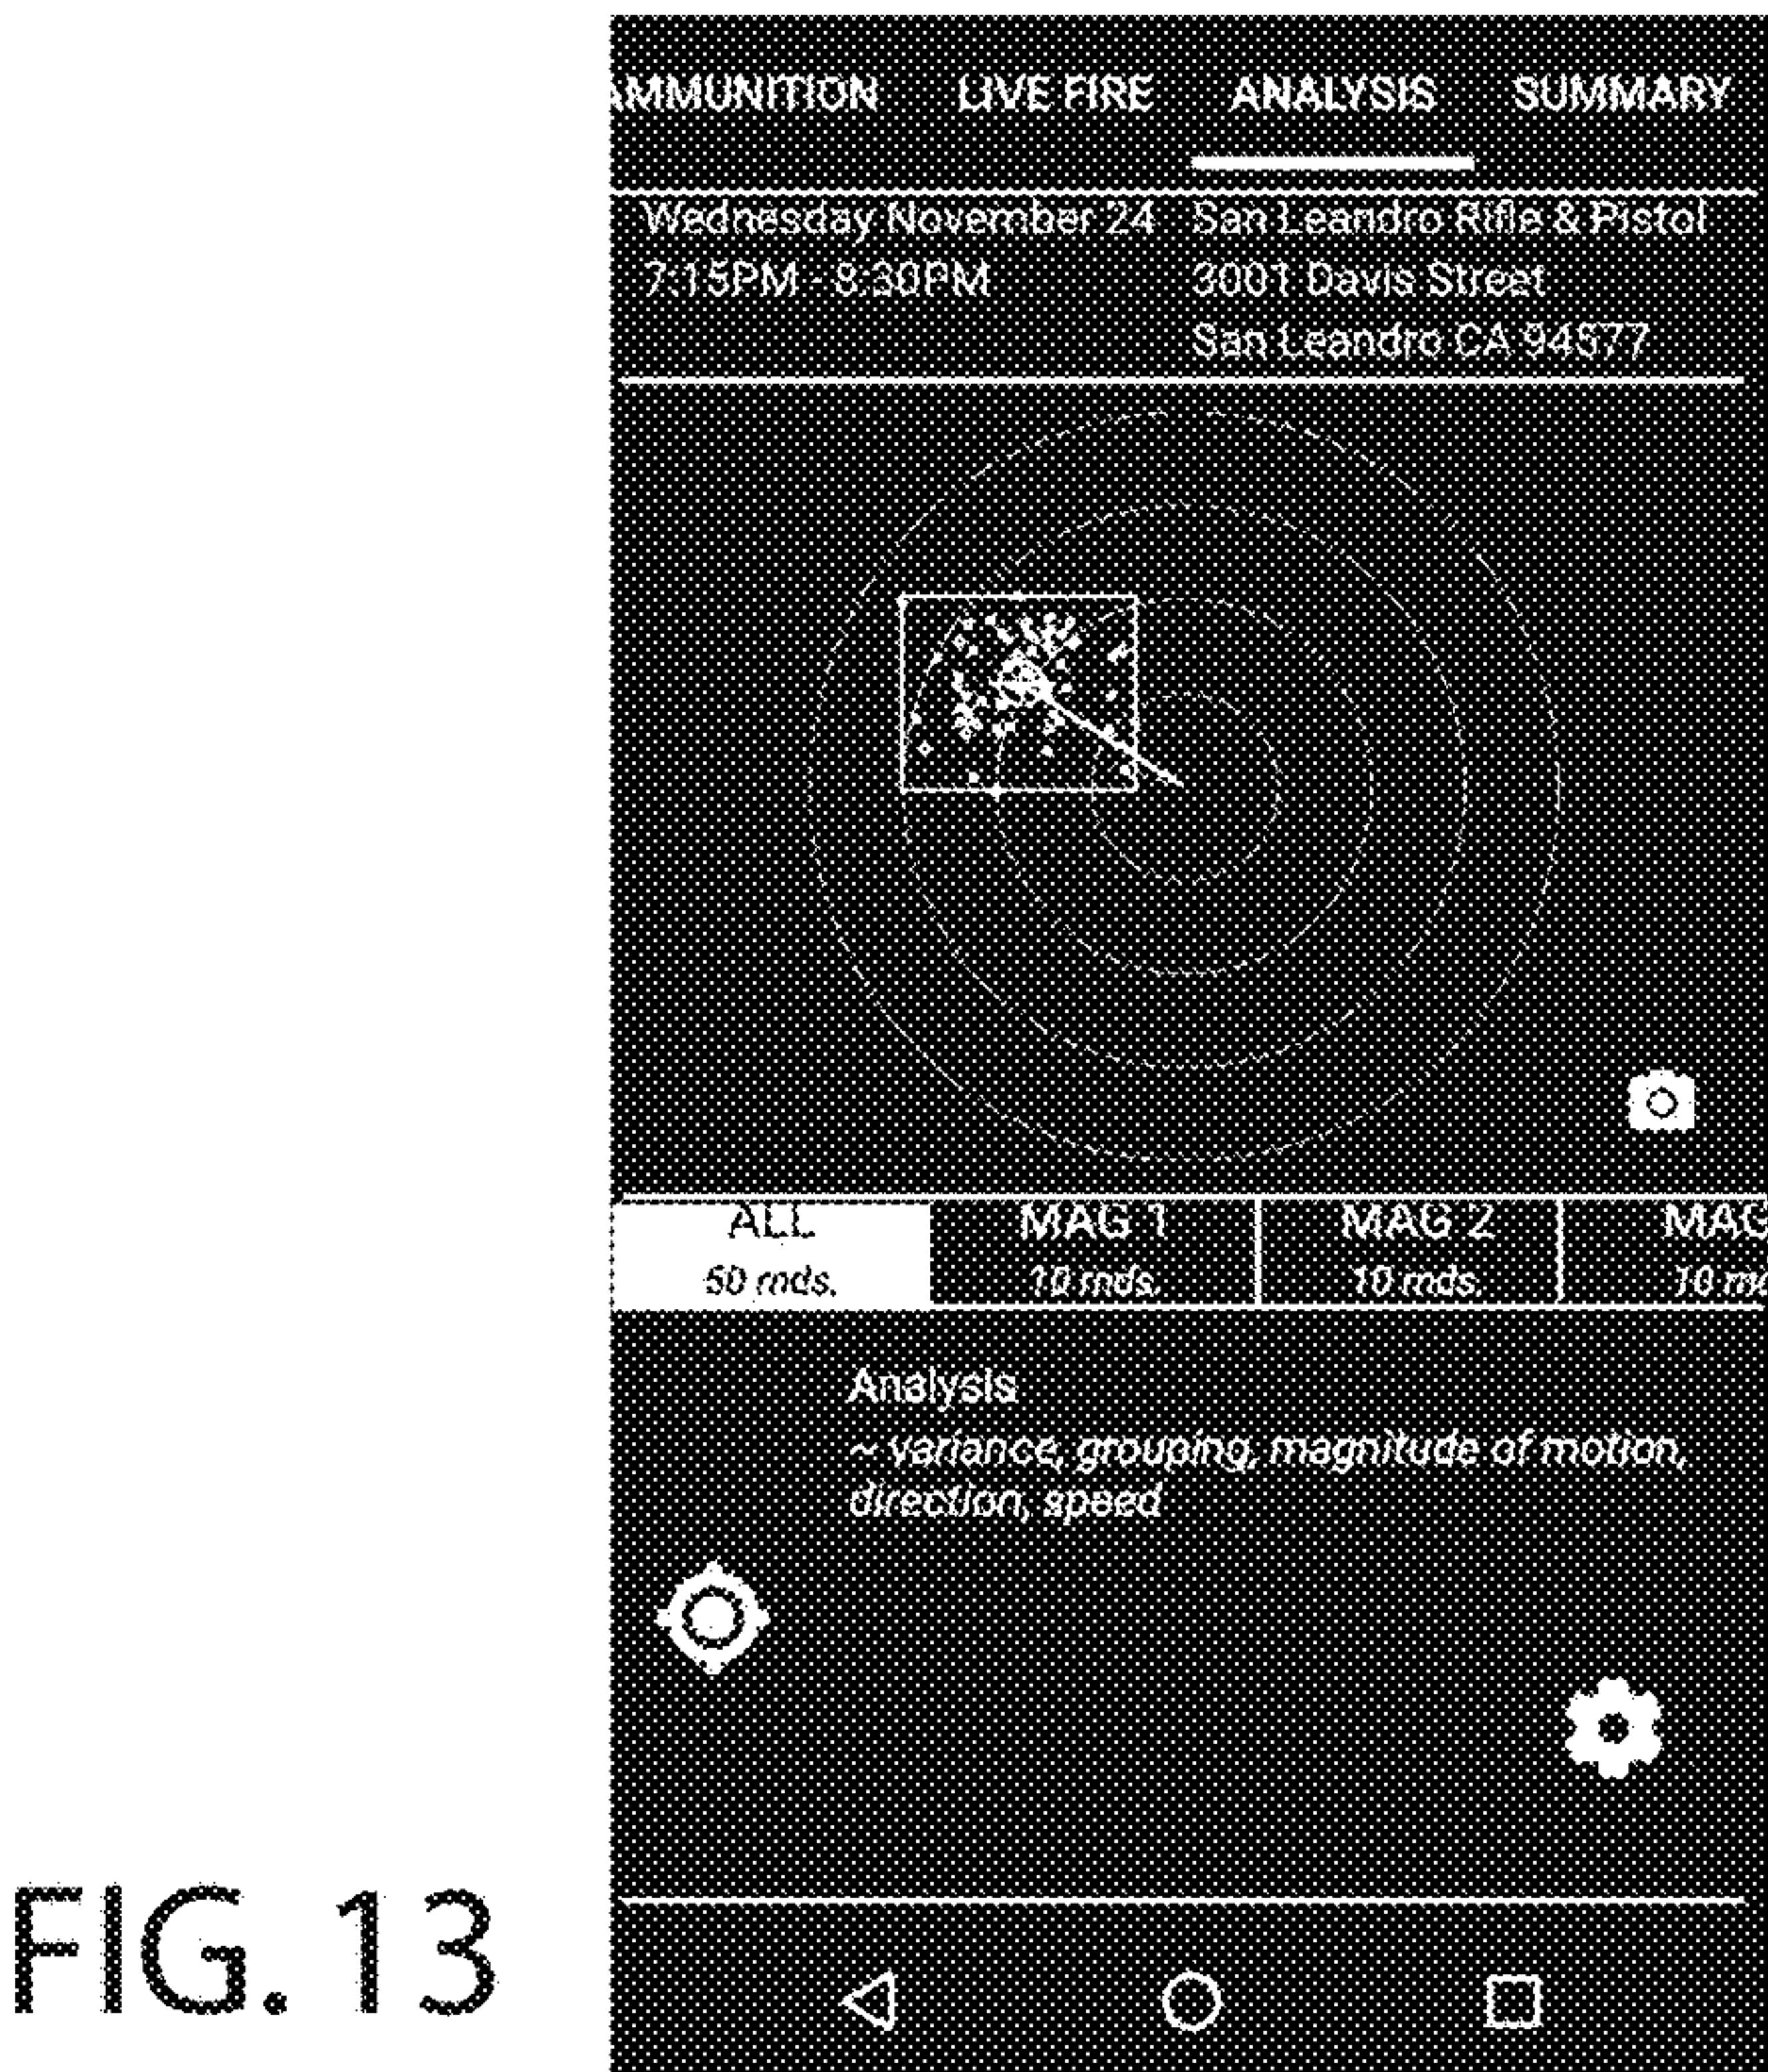 AMMUNITION LIVE FIRE ANALYSIS SUMMARY
Wednesday November 24 San Leandro Rifle & Pistol
7:15PM - 8:30PM 3001 Davis Street
San Leandro CA 94577
ALL MAG 1 MAG 2 MAG
50 rnds. 10 rnds. 10 rnds. 10
Analysis
~ variance, grouping, magnitude of motion,
direction, speed
FIG. 13